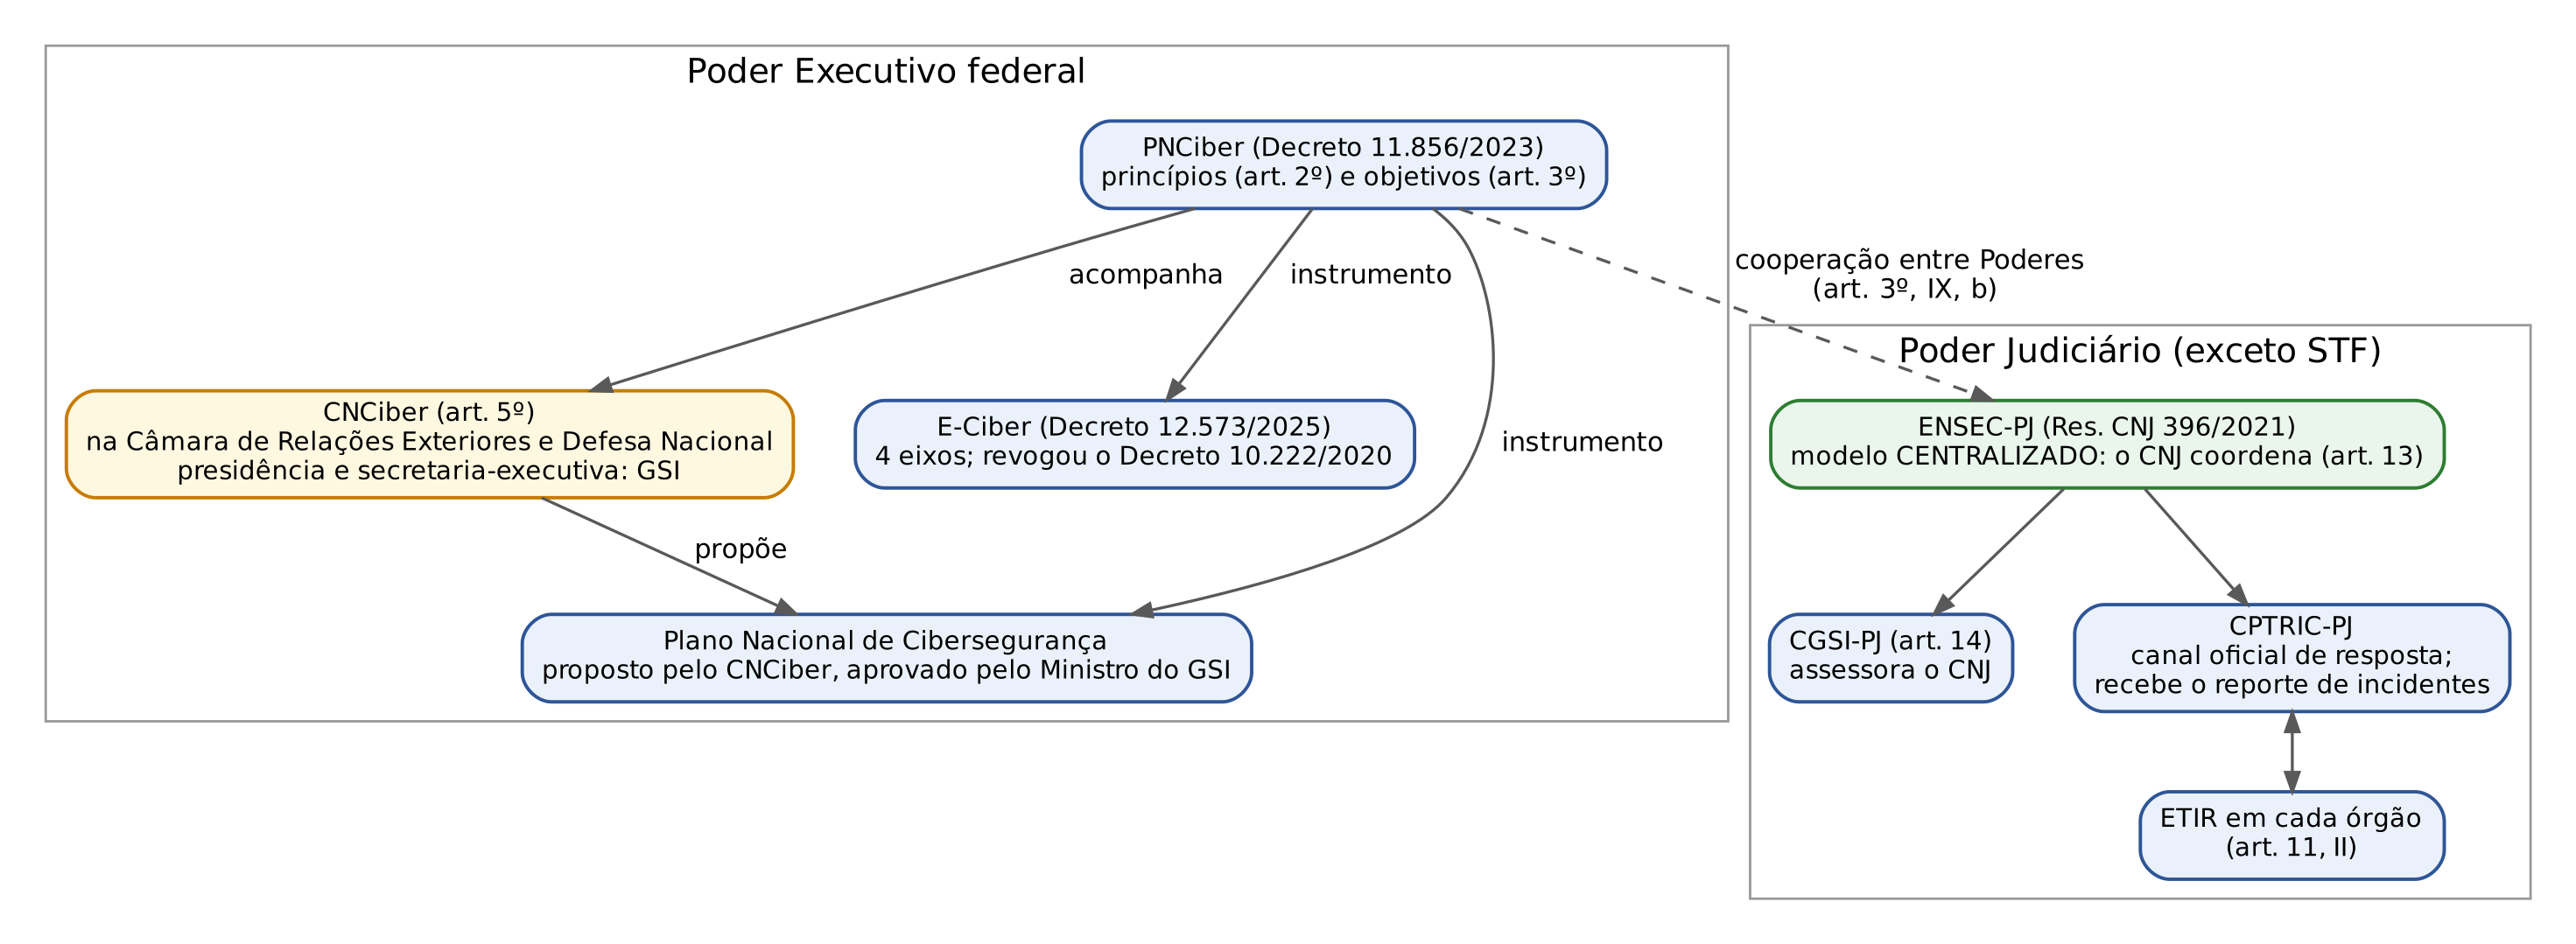 Poder Executivo federal
PNCiber (Decreto 11.856/2023)
princípios (art. 2º) e objetivos (art. 3º)
acompanha
instrumento
cooperação entre Poderes
(art. 3º, IX, b)
Poder Judiciário (exceto STF)
CNCiber (art. 5º)
na Câmara de Relações Exteriores e Defesa Nacional
presidência e secretaria-executiva: GSI
E-Ciber (Decreto 12.573/2025)
4 eixos; revogou o Decreto 10.222/2020
instrumento
ENSEC-PJ (Res. CNJ 396/2021)
modelo CENTRALIZADO: o CNJ coordena (art. 13)
propõe
Plano Nacional de Cibersegurança
proposto pelo CNCiber, aprovado pelo Ministro do GSI
CGSI-PJ (art. 14)
assessora o CNJ
CPTRIC-PJ
canal oficial de resposta;
recebe o reporte de incidentes
ETIR em cada órgão
(art. 11, II)